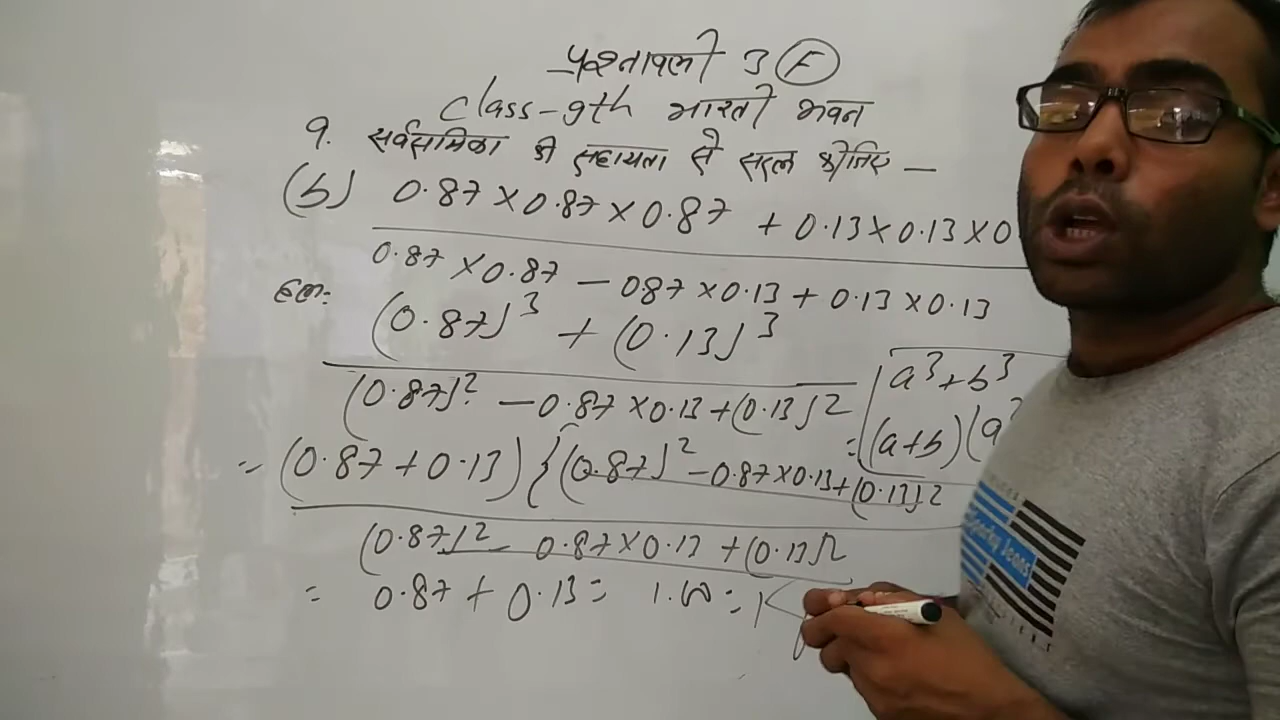 प्रश्नावली 3 (F)
class-9th भारती भवन
9. सर्वसमिका की सहायता से सरल कीजिए —
(b) 0.87 × 0.87 × 0.87 + 0.13 × 0.13 × 0
0.87 × 0.87 − 087 × 0.13 + 0.13 × 0.13
हल:
(0.87)³ + (0.13)³
(0.87)² − 0.87 × 0.13 + (0.13)²
a³ + b³
= (a+b)(a²
= (0.87 + 0.13) {(0.87)² − 0.87 × 0.13 + (0.13)²
(0.87)² − 0.87 × 0.13 + (0.13)²
= 0.87 + 0.13 = 1.00 = 1